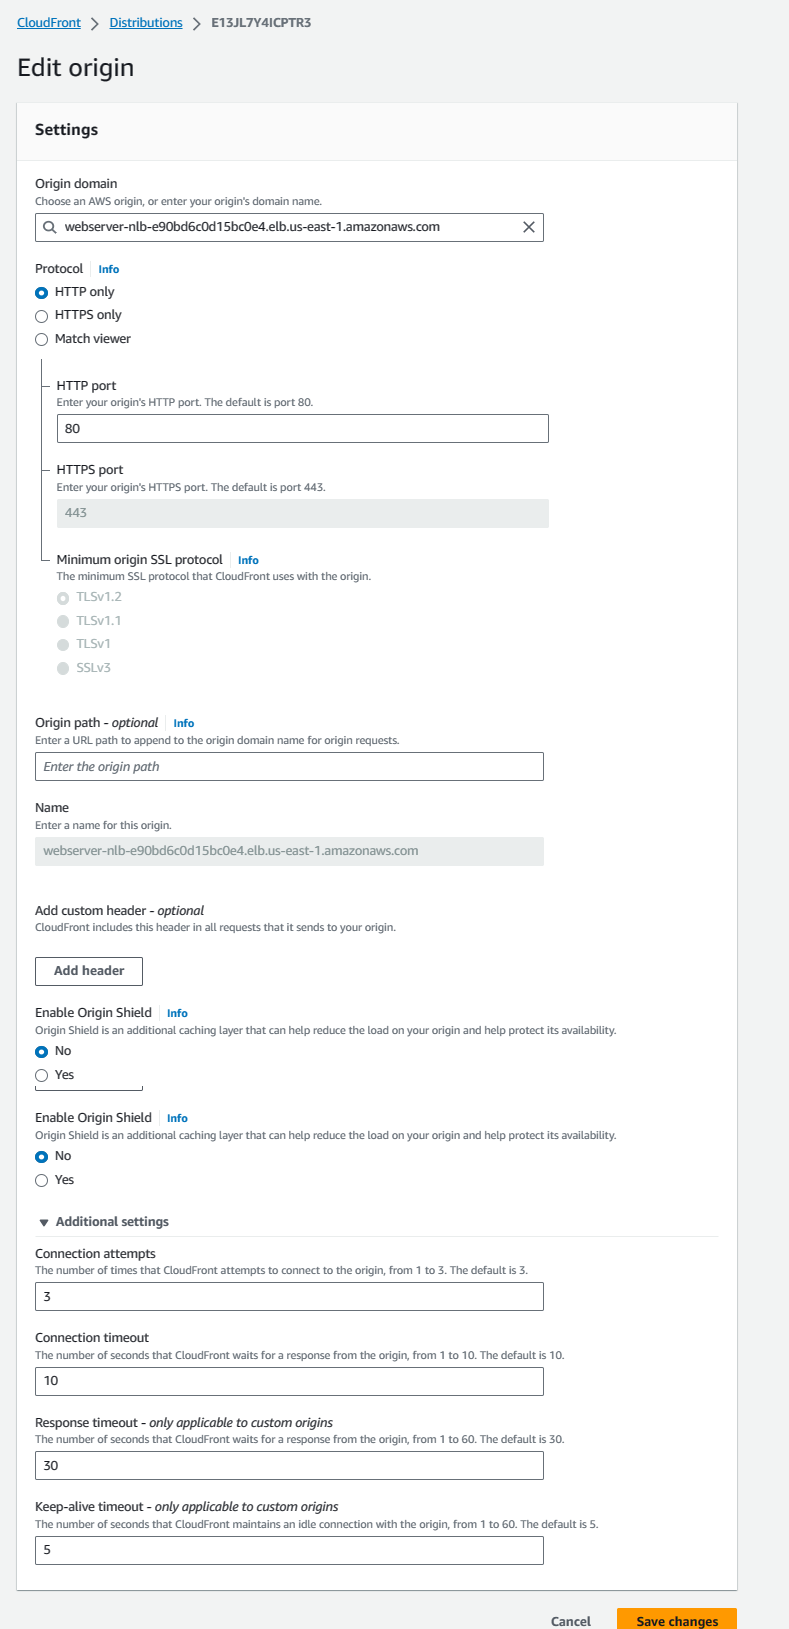 CloudFront > Distributions > E13JL7Y4ICPTR3
Edit origin
Settings
Origin domain
Choose an AWS origin, or enter your origin's domain name.
webserver-nlb-e90bd6c0d15bc0e4.elb.us-east-1.amazonaws.com
Protocol | Info
HTTP only
HTTPS only
Match viewer
HTTP port
Enter your origin's HTTP port. The default is port 80.
80
HTTPS port
Enter your origin's HTTPS port. The default is port 443.
443
Minimum origin SSL protocol | Info
The minimum SSL protocol that CloudFront uses with the origin.
TLSv1.2
TLSv1.1
TLSv1
SSLv3
Origin path - optional | Info
Enter a URL path to append to the origin domain name for origin requests.
Enter the origin path
Name
Enter a name for this origin.
webserver-nlb-e90bd6c0d15bc0e4.elb.us-east-1.amazonaws.com
Add custom header - optional
CloudFront includes this header in all requests that it sends to your origin.
Add header
Enable Origin Shield | Info
Origin Shield is an additional caching layer that can help reduce the load on your origin and help protect its availability.
No
Yes
Enable Origin Shield | Info
Origin Shield is an additional caching layer that can help reduce the load on your origin and help protect its availability.
No
Yes
Additional settings
Connection attempts
The number of times that CloudFront attempts to connect to the origin, from 1 to 3. The default is 3.
3
Connection timeout
The number of seconds that CloudFront waits for a response from the origin, from 1 to 10. The default is 10.
10
Response timeout - only applicable to custom origins
The number of seconds that CloudFront waits for a response from the origin, from 1 to 60. The default is 30.
30
Keep-alive timeout - only applicable to custom origins
The number of seconds that CloudFront maintains an idle connection with the origin, from 1 to 60. The default is 5.
5
Cancel Save changes